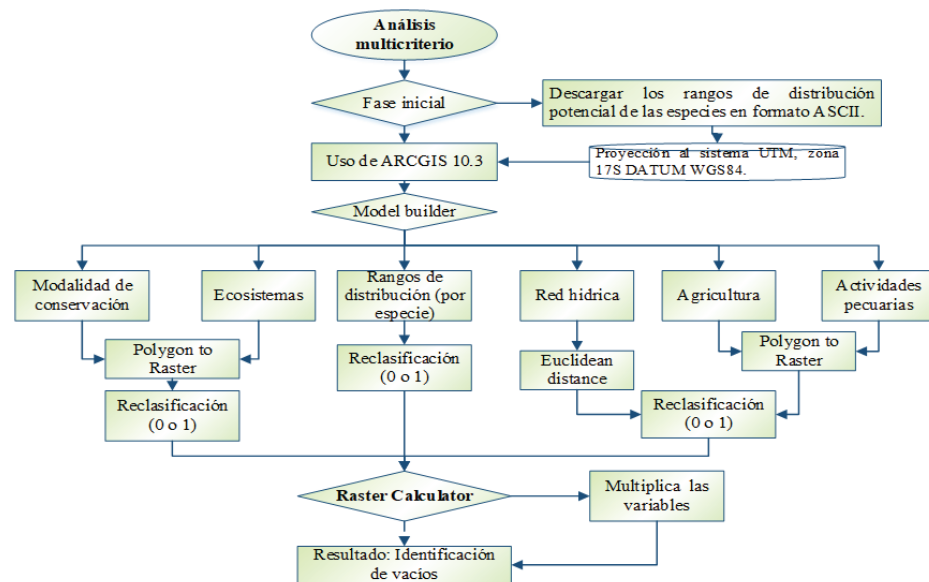 Análisis
multicriterio
Fase inicial
Descargar los rangos de distribución
potencial de las especies en formato ASCII.
Uso de ARCGIS 10.3
Proyección al sistema UTM, zona
17S DATUM WGS84.
Model builder
Modalidad de
conservación
Ecosistemas
Rangos de
distribución (por
especie)
Red hídrica
Agricultura
Actividades
pecuarias
Polygon to
Raster
Reclasificación
(0 o 1)
Euclidean
distance
Polygon to
Raster
Reclasificación
(0 o 1)
Reclasificación
(0 o 1)
Raster Calculator
Multiplica las
variables
Resultado: Identificación
de vacíos